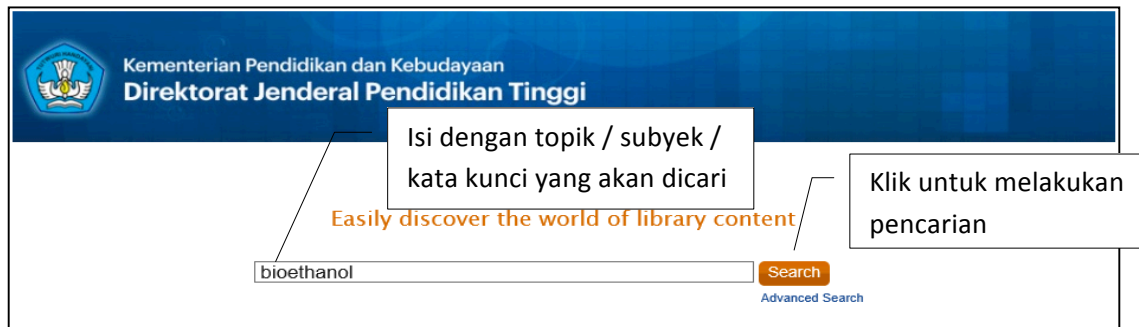 Kementerian Pendidikan dan Kebudayaan
Direktorat Jenderal Pendidikan Tinggi
Isi dengan topik / subyek /
kata kunci yang akan dicari
Klik untuk melakukan
pencarian
Easily discover the world of library content
bioethanol
Search
Advanced Search